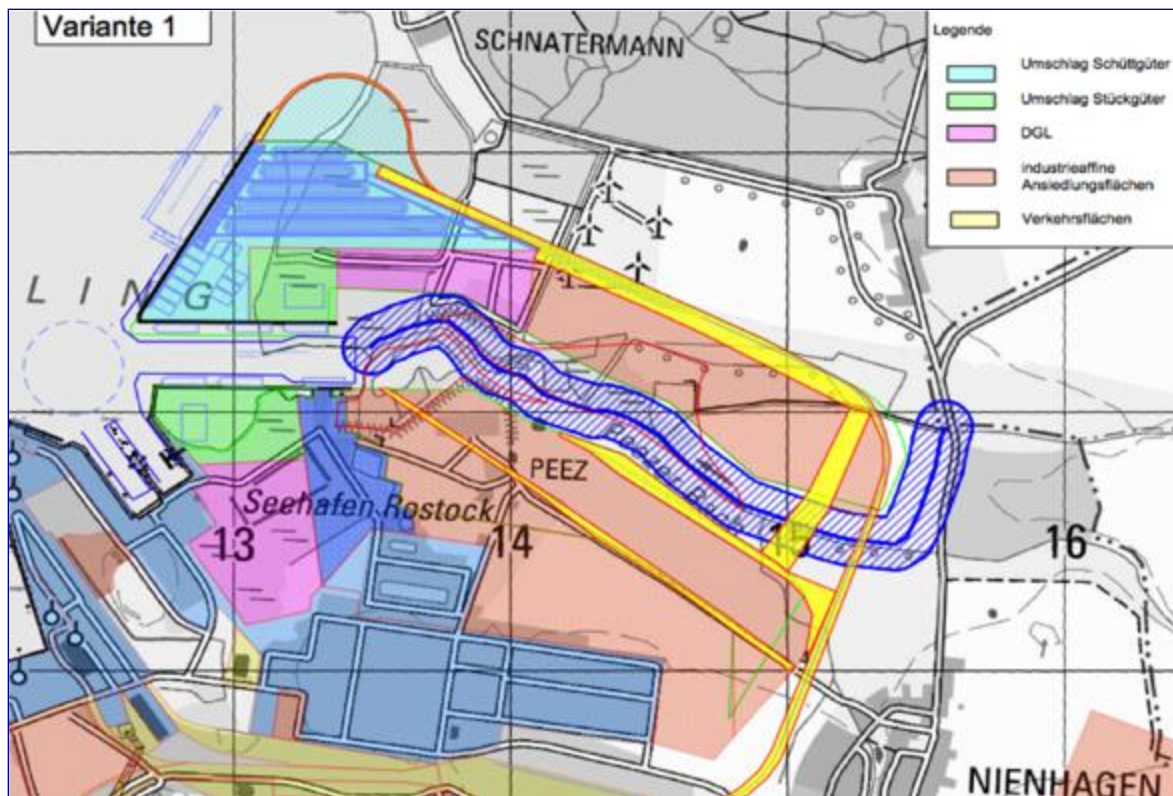 Variante 1
SCHNATERMANN
Legende
Umschlag Schüttgüter
Umschlag Stückgüter
DGL
industrieaffine
Ansiedlungsflächen
Verkehrsflächen
L I N G
PEEZ
Seehafen Rostock
13
14
15
16
NIENHAGEN